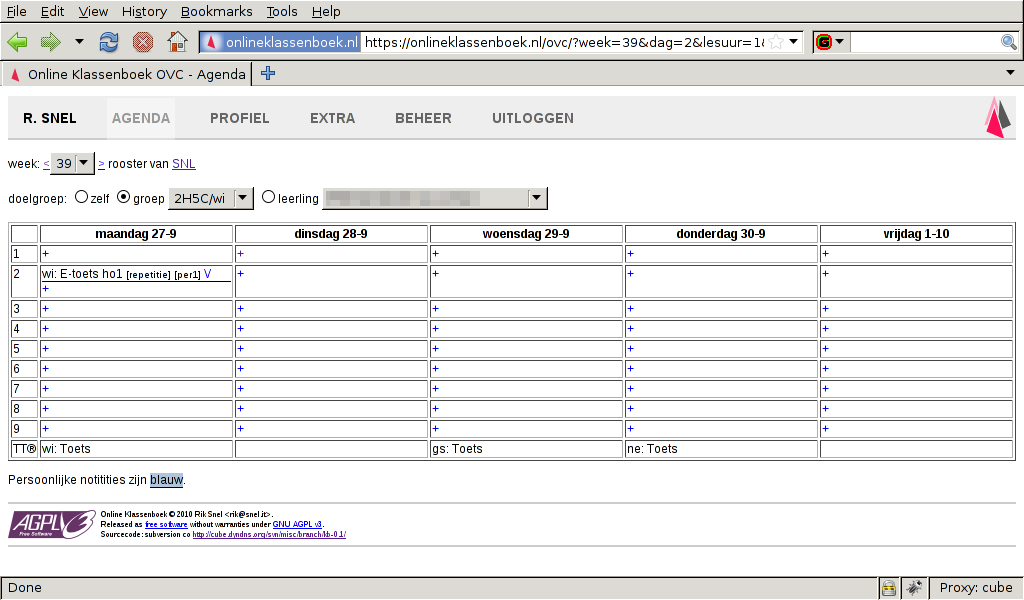 File Edit View History Bookmarks Tools Help
onlineklassenboek.nl https://onlineklassenboek.nl/ovc/?week=39&dag=2&lesuur=1&
G
Online Klassenboek OVC - Agenda
R. SNEL AGENDA PROFIEL EXTRA BEHEER UITLOGGEN
week: < 39 > rooster van SNL
doelgroep: zelf groep 2H5C/wi leerling
maandag 27-9 dinsdag 28-9 woensdag 29-9 donderdag 30-9 vrijdag 1-10
1 + + + + +
2 wi: E-toets ho1 [repetitie] [per1] V + + + +
+
3 + + + + +
4 + + + + +
5 + + + + +
6 + + + + +
7 + + + + +
8 + + + + +
9 + + + + +
TT® wi: Toets gs: Toets ne: Toets
Persoonlijke notitities zijn blauw.
AGPLV3
Free Software
Online Klassenboek © 2010 Rik Snel <rik@snel.it>.
Released as free software without warranties under GNU AGPL v3.
Sourcecode: subversion co http://cube.dyndns.org/svn/misc/branch/kb-0.1/
Done Proxy: cube